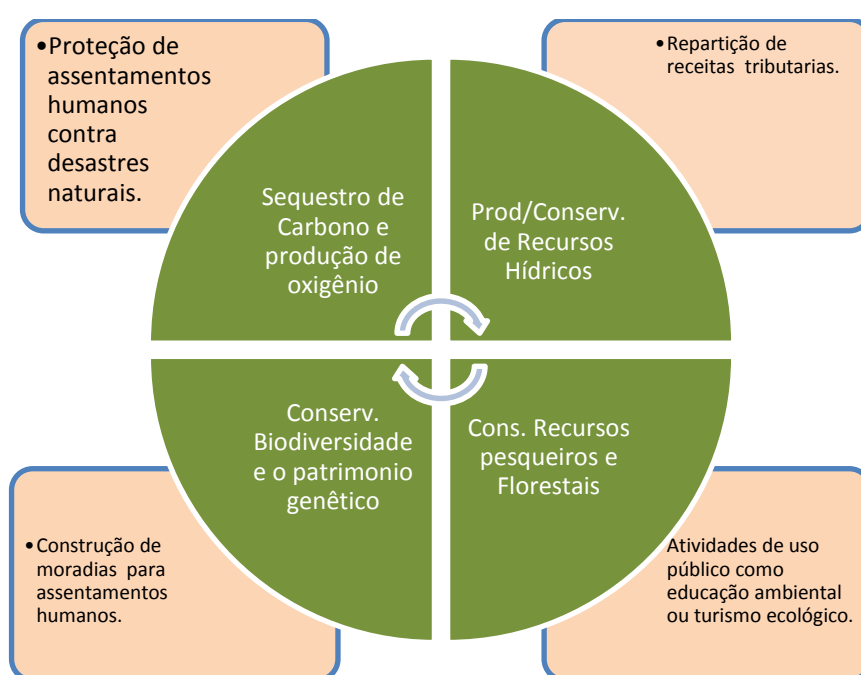 •Proteção de
assentamentos
humanos
contra
desastres
naturais.
•Repartição de
receitas tributarias.
Sequestro de
Carbono e
produção de
oxigênio
Prod/Conserv.
de Recursos
Hídricos
Conserv.
Biodiversidade
e o patrimonio
genêtico
Cons. Recursos
pesqueiros e
Florestais
•Construção de
moradias para
assentamentos
humanos.
Atividades de uso
público como
educação ambiental
ou turismo ecológico.